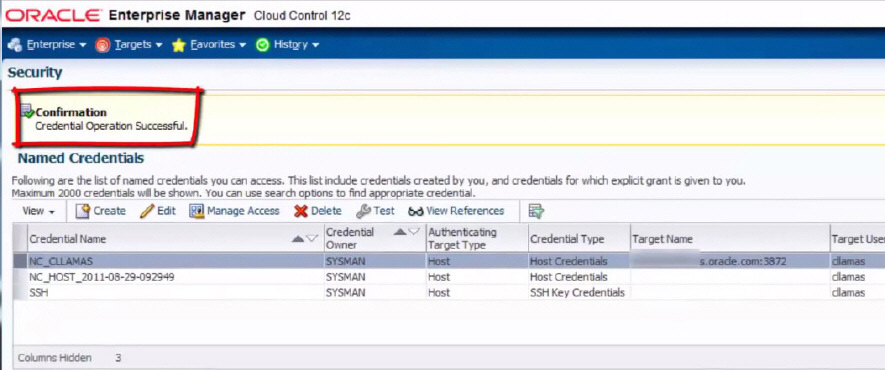 ORACLE Enterprise Manager Cloud Control 12c
Enterprise Targets Favorites History
Security
Confirmation
Credential Operation Successful.
Named Credentials
Following are the list of named credentials you can access. This list include credentials created by you, and credentials for which explicit grant is given to you.
Maximum 2000 credentials will be shown. You can use search options to find appropriate credential.
View Create Edit Manage Access Delete Test View References
Credential Name Credential Owner Authenticating Target Type Credential Type Target Name Target User
NC_CLLAMAS SYSMAN Host Host Credentials s.oracle.com:3872 cllamas
NC_HOST_2011-08-29-092949 SYSMAN Host Host Credentials cllamas
SSH SYSMAN Host SSH Key Credentials cllamas
Columns Hidden 3